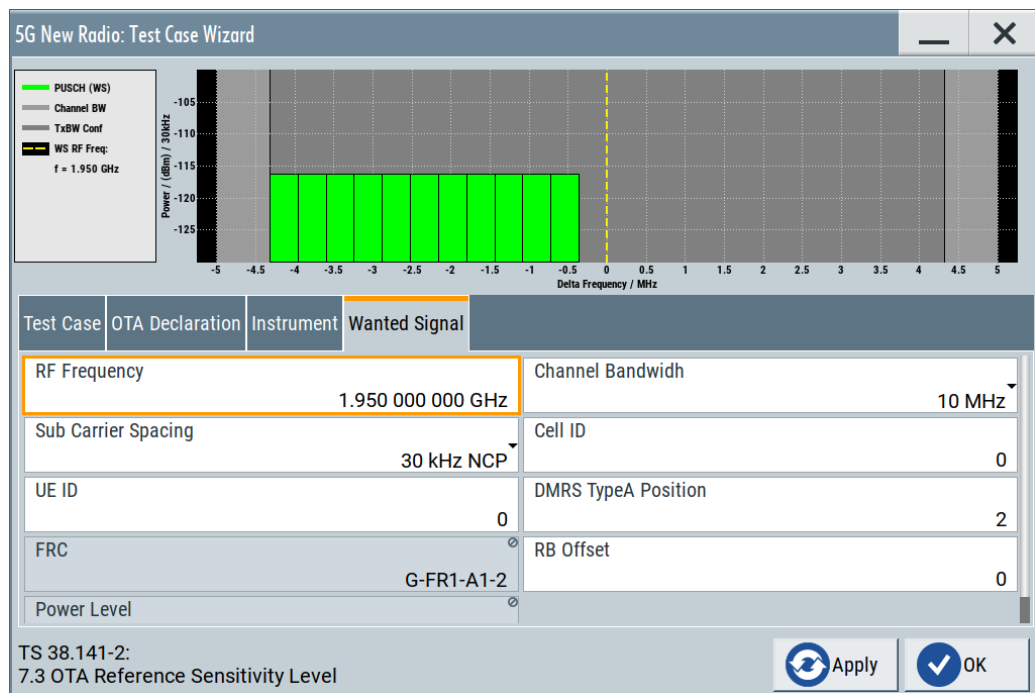 5G New Radio: Test Case Wizard
PUSCH (WS)
Channel BW
TxBW Conf
WS RF Freq:
f = 1.950 GHz
Power / (dBm) / 30kHz
-105
-110
-115
-120
-125
-5 -4.5 -4 -3.5 -3 -2.5 -2 -1.5 -1 -0.5 0 0.5 1 1.5 2 2.5 3 3.5 4 4.5 5
Delta Frequency / MHz
Test Case OTA Declaration Instrument Wanted Signal
RF Frequency
1.950 000 000 GHz
Channel Bandwidh
10 MHz
Sub Carrier Spacing
30 kHz NCP
Cell ID
0
UE ID
0
DMRS TypeA Position
2
FRC
G-FR1-A1-2
RB Offset
0
Power Level
TS 38.141-2:
7.3 OTA Reference Sensitivity Level
Apply
OK